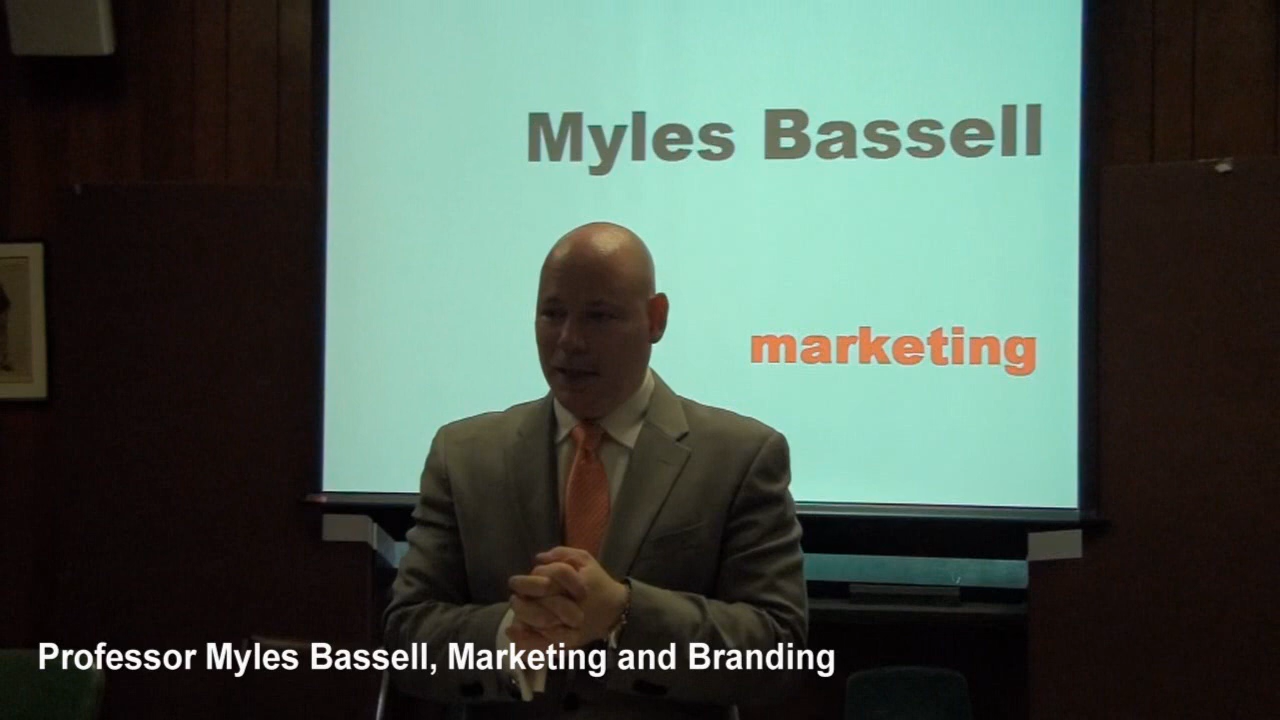 Myles Bassell
marketing
Professor Myles Bassell, Marketing and Branding